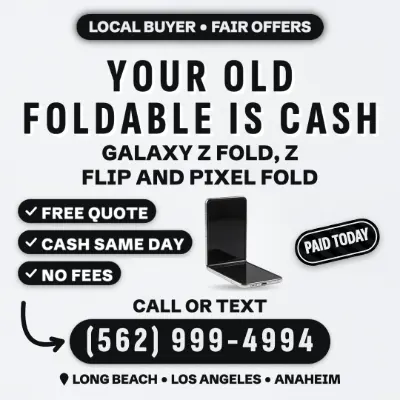 LOCAL BUYER • FAIR OFFERS
YOUR OLD
FOLDABLE IS CASH
GALAXY Z FOLD, Z
FLIP AND PIXEL FOLD
✓ FREE QUOTE
✓ CASH SAME DAY
✓ NO FEES
PAID TODAY
CALL OR TEXT
(562) 999-4994
LONG BEACH • LOS ANGELES • ANAHEIM